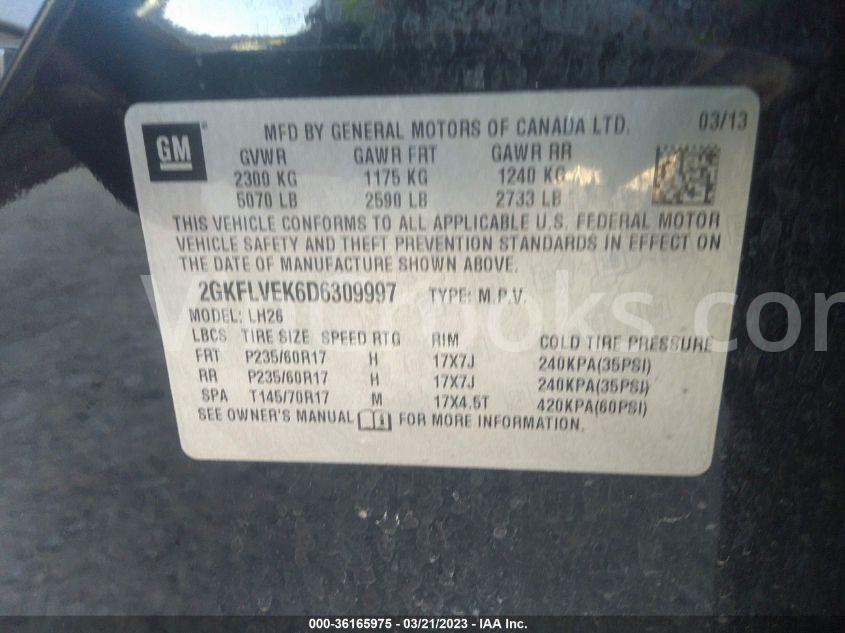 GM
MFD BY GENERAL MOTORS OF CANADA LTD. 03/13
GVWR GAWR FRT GAWR RR
2300 KG 1175 KG 1240 KG
5070 LB 2590 LB 2733 LB
THIS VEHICLE CONFORMS TO ALL APPLICABLE U.S. FEDERAL MOTOR
VEHICLE SAFETY AND THEFT PREVENTION STANDARDS IN EFFECT ON
THE DATE OF MANUFACTURE SHOWN ABOVE.
2GKFLVEK6D6309997 TYPE: M.P.V.
MODEL: LH26
LBCS TIRE SIZE SPEED RTG RIM COLD TIRE PRESSURE
FRT P235/60R17 H 17X7J 240KPA(35PSI)
RR P235/60R17 H 17X7J 240KPA(35PSI)
SPA T145/70R17 M 17X4.5T 420KPA(60PSI)
SEE OWNER'S MANUAL FOR MORE INFORMATION.
000-36165975 - 03/21/2023 - IAA Inc.